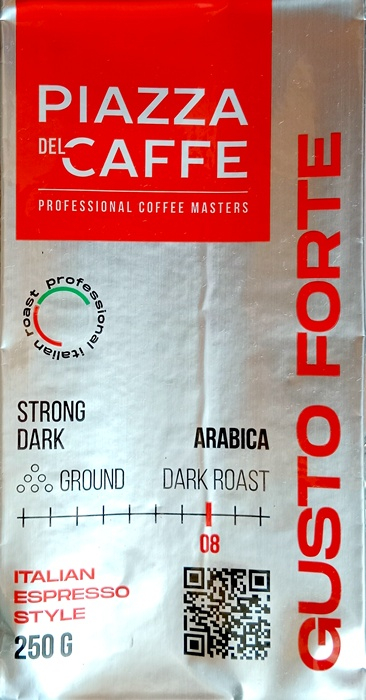 PIAZZA
DEL CAFFE
PROFESSIONAL COFFEE MASTERS
GUSTO FORTE
professional italian roast
STRONG
DARK
ARABICA
GROUND
DARK ROAST
08
ITALIAN
ESPRESSO
STYLE
250 G